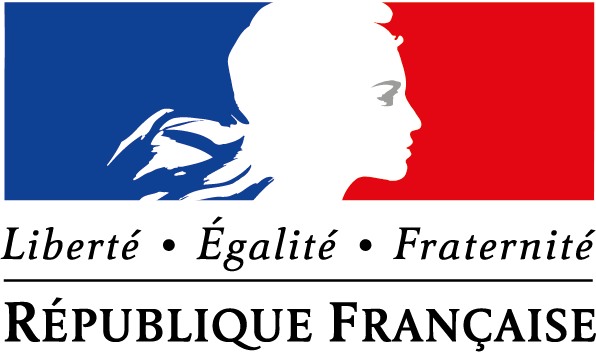 Liberté • Égalité • Fraternité
RÉPUBLIQUE FRANÇAISE